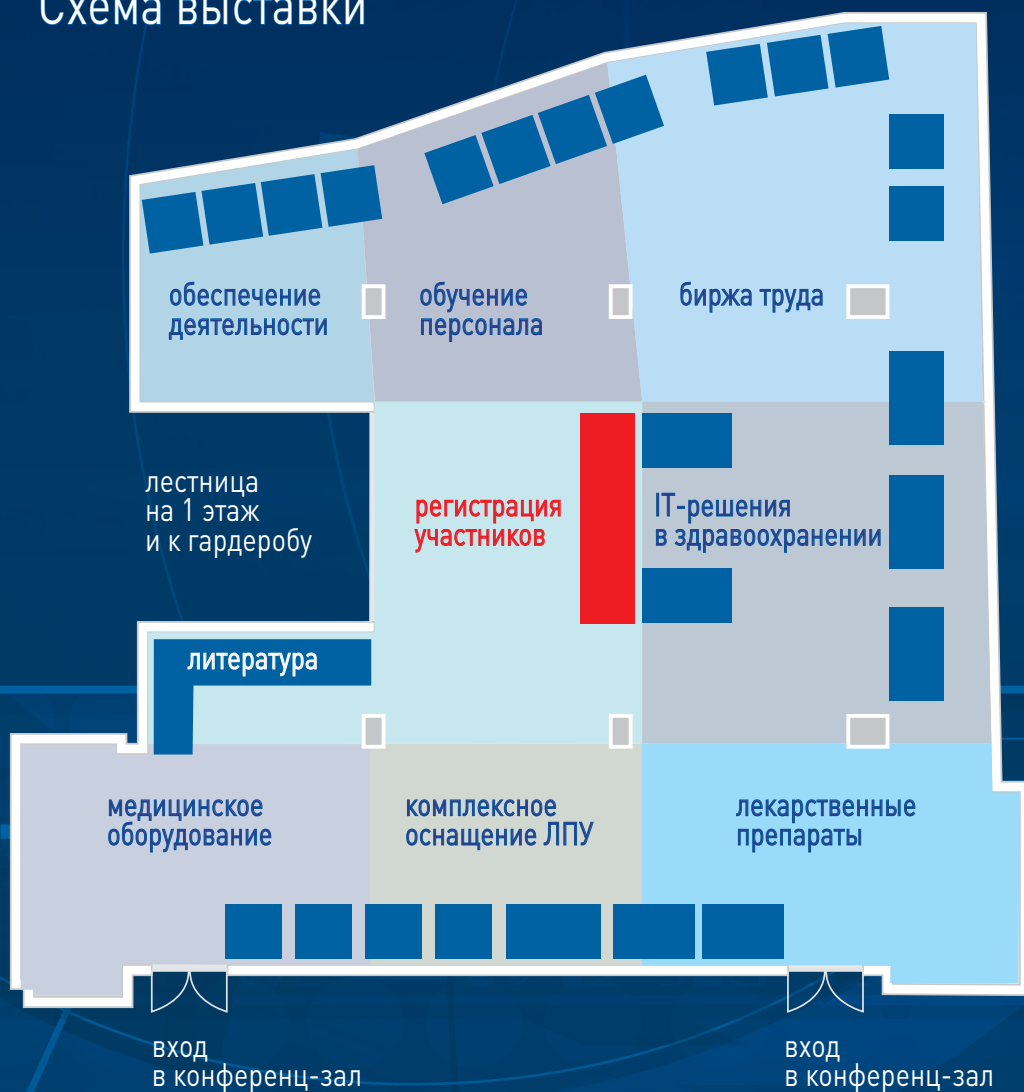 Схема выставки
обеспечение
деятельности
обучение
персонала
биржа труда
лестница
на 1 этаж
и к гардеробу
регистрация
участников
IT-решения
в здравоохранении
литература
медицинское
оборудование
комплексное
оснащение ЛПУ
лекарственные
препараты
вход
в конференц-зал
вход
в конференц-зал